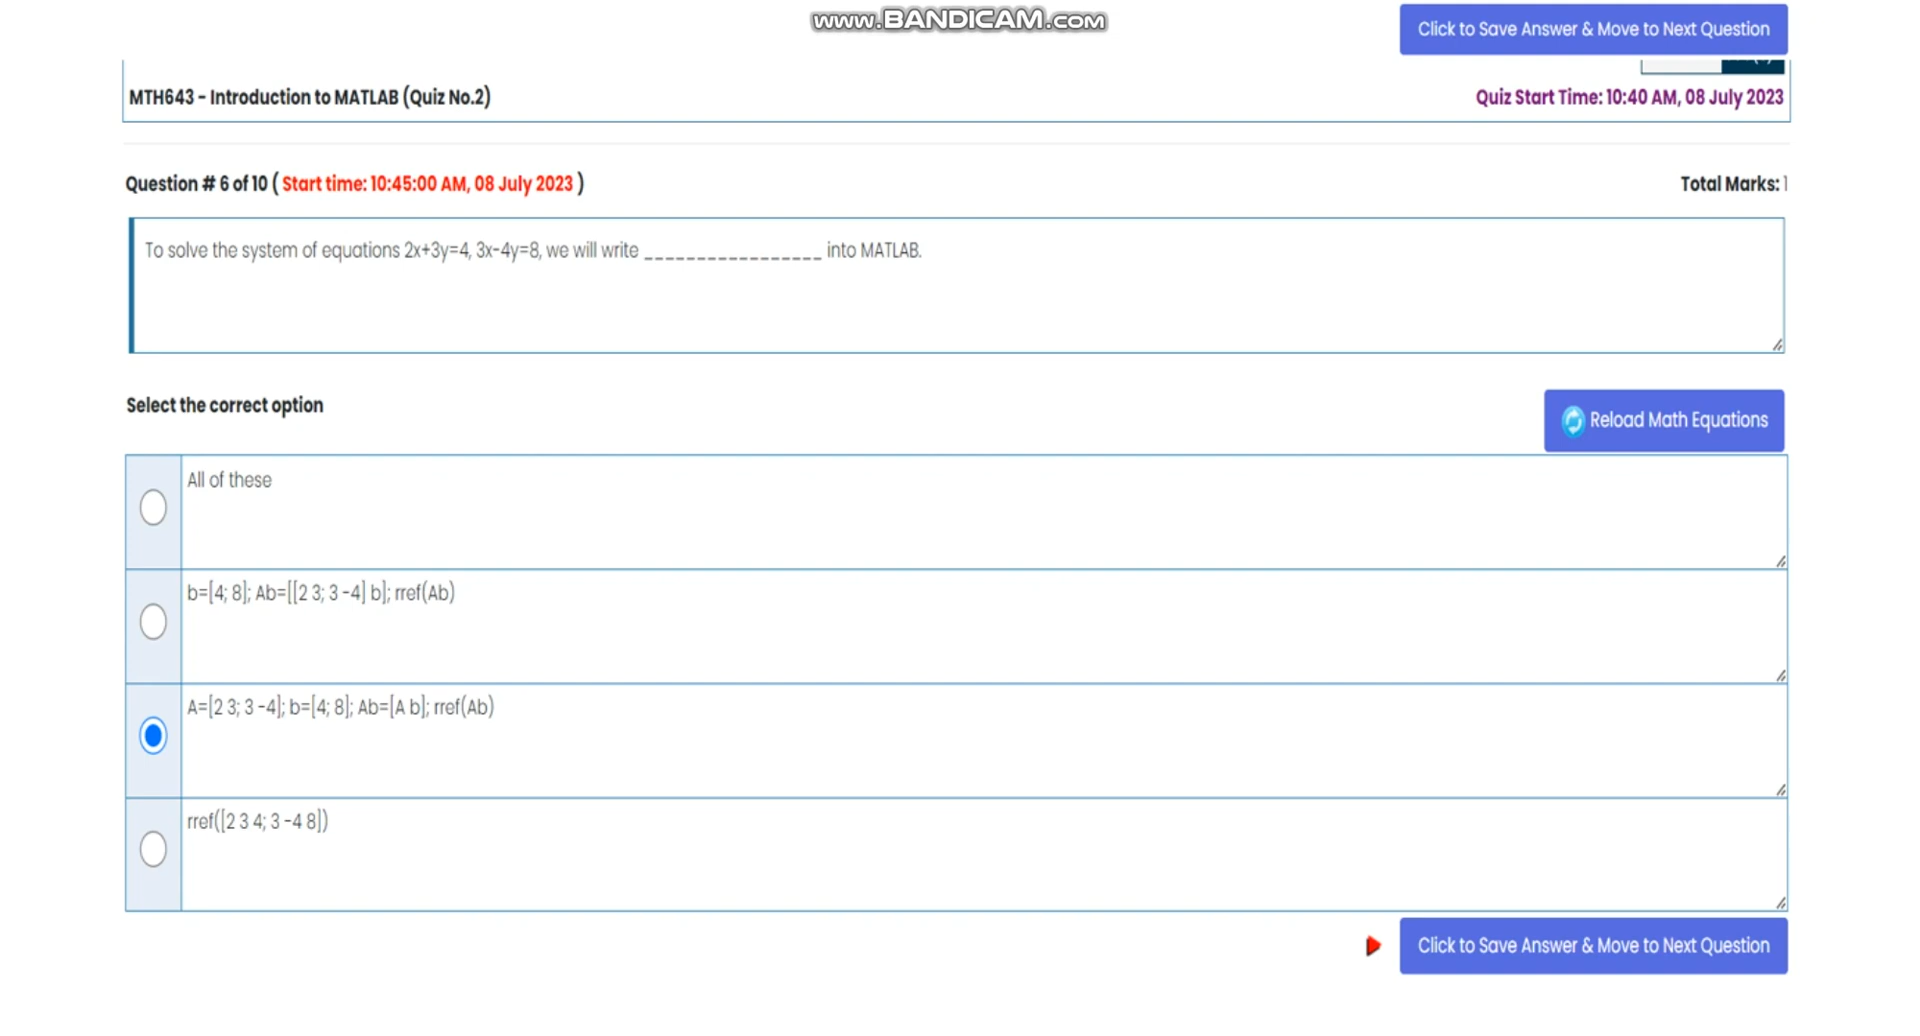 www.BANDICAM.COM
Click to Save Answer & Move to Next Question
MTH643 - Introduction to MATLAB (Quiz No.2)
Quiz Start Time: 10:40 AM, 08 July 2023
Question # 6 of 10 ( Start time: 10:45:00 AM, 08 July 2023 )
Total Marks: 1
To solve the system of equations 2x+3y=4, 3x-4y=8, we will write _________________ into MATLAB.
Select the correct option
Reload Math Equations
All of these
b=[4; 8]; Ab=[[2 3; 3 -4] b]; rref(Ab)
A=[2 3; 3 -4]; b=[4; 8]; Ab=[A b]; rref(Ab)
rref([2 3 4; 3 -4 8])
Click to Save Answer & Move to Next Question